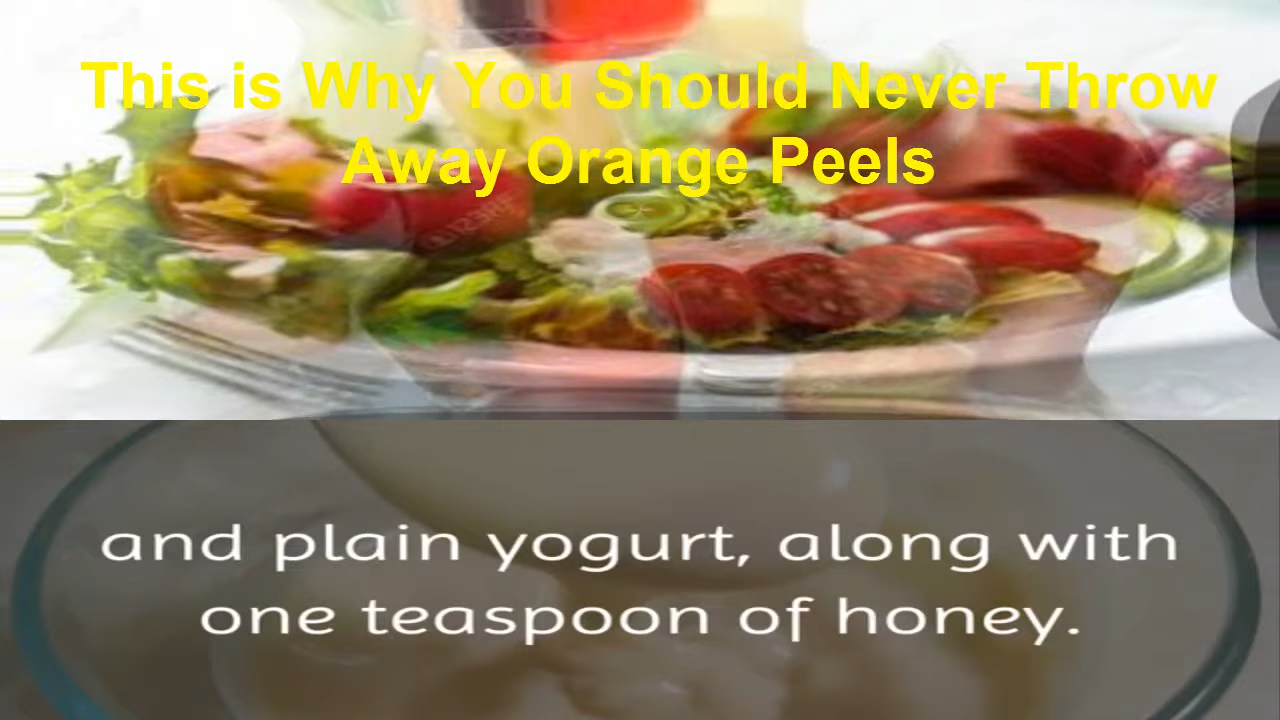 This is Why You Should Never Throw
Away Orange Peels
and plain yogurt, along with
one teaspoon of honey.